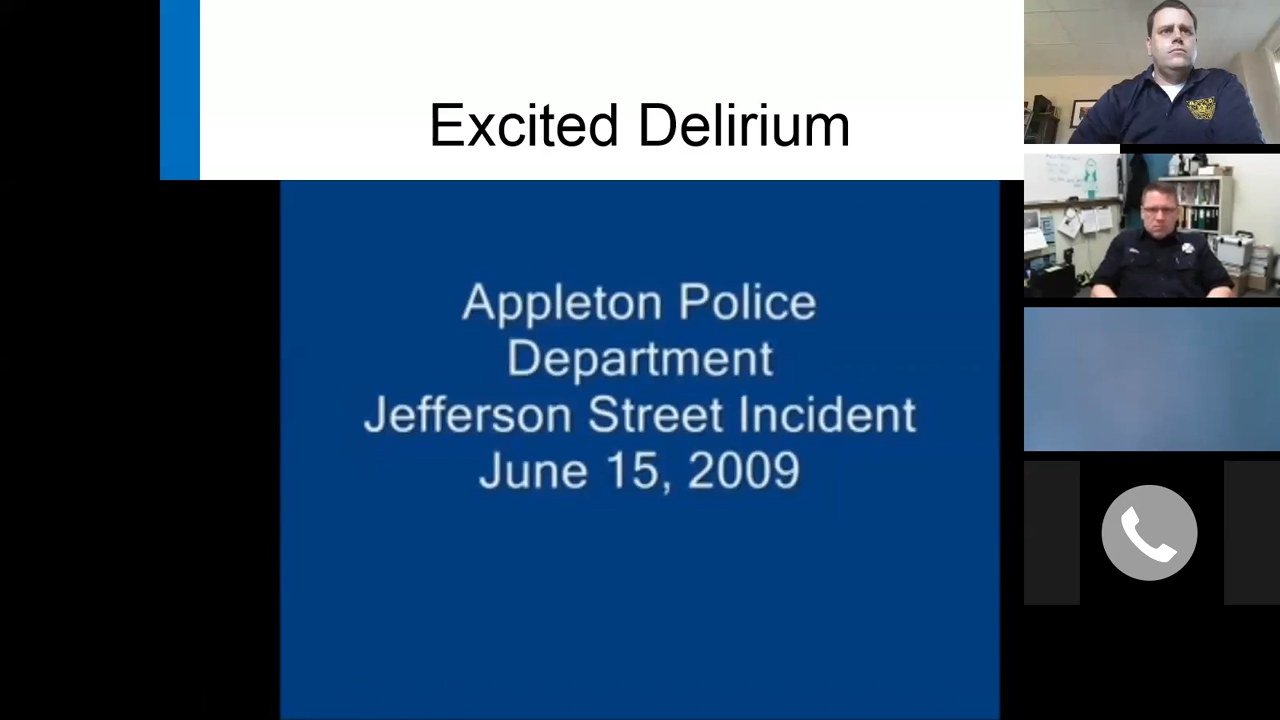 Excited Delirium
Appleton Police
Department
Jefferson Street Incident
June 15, 2009